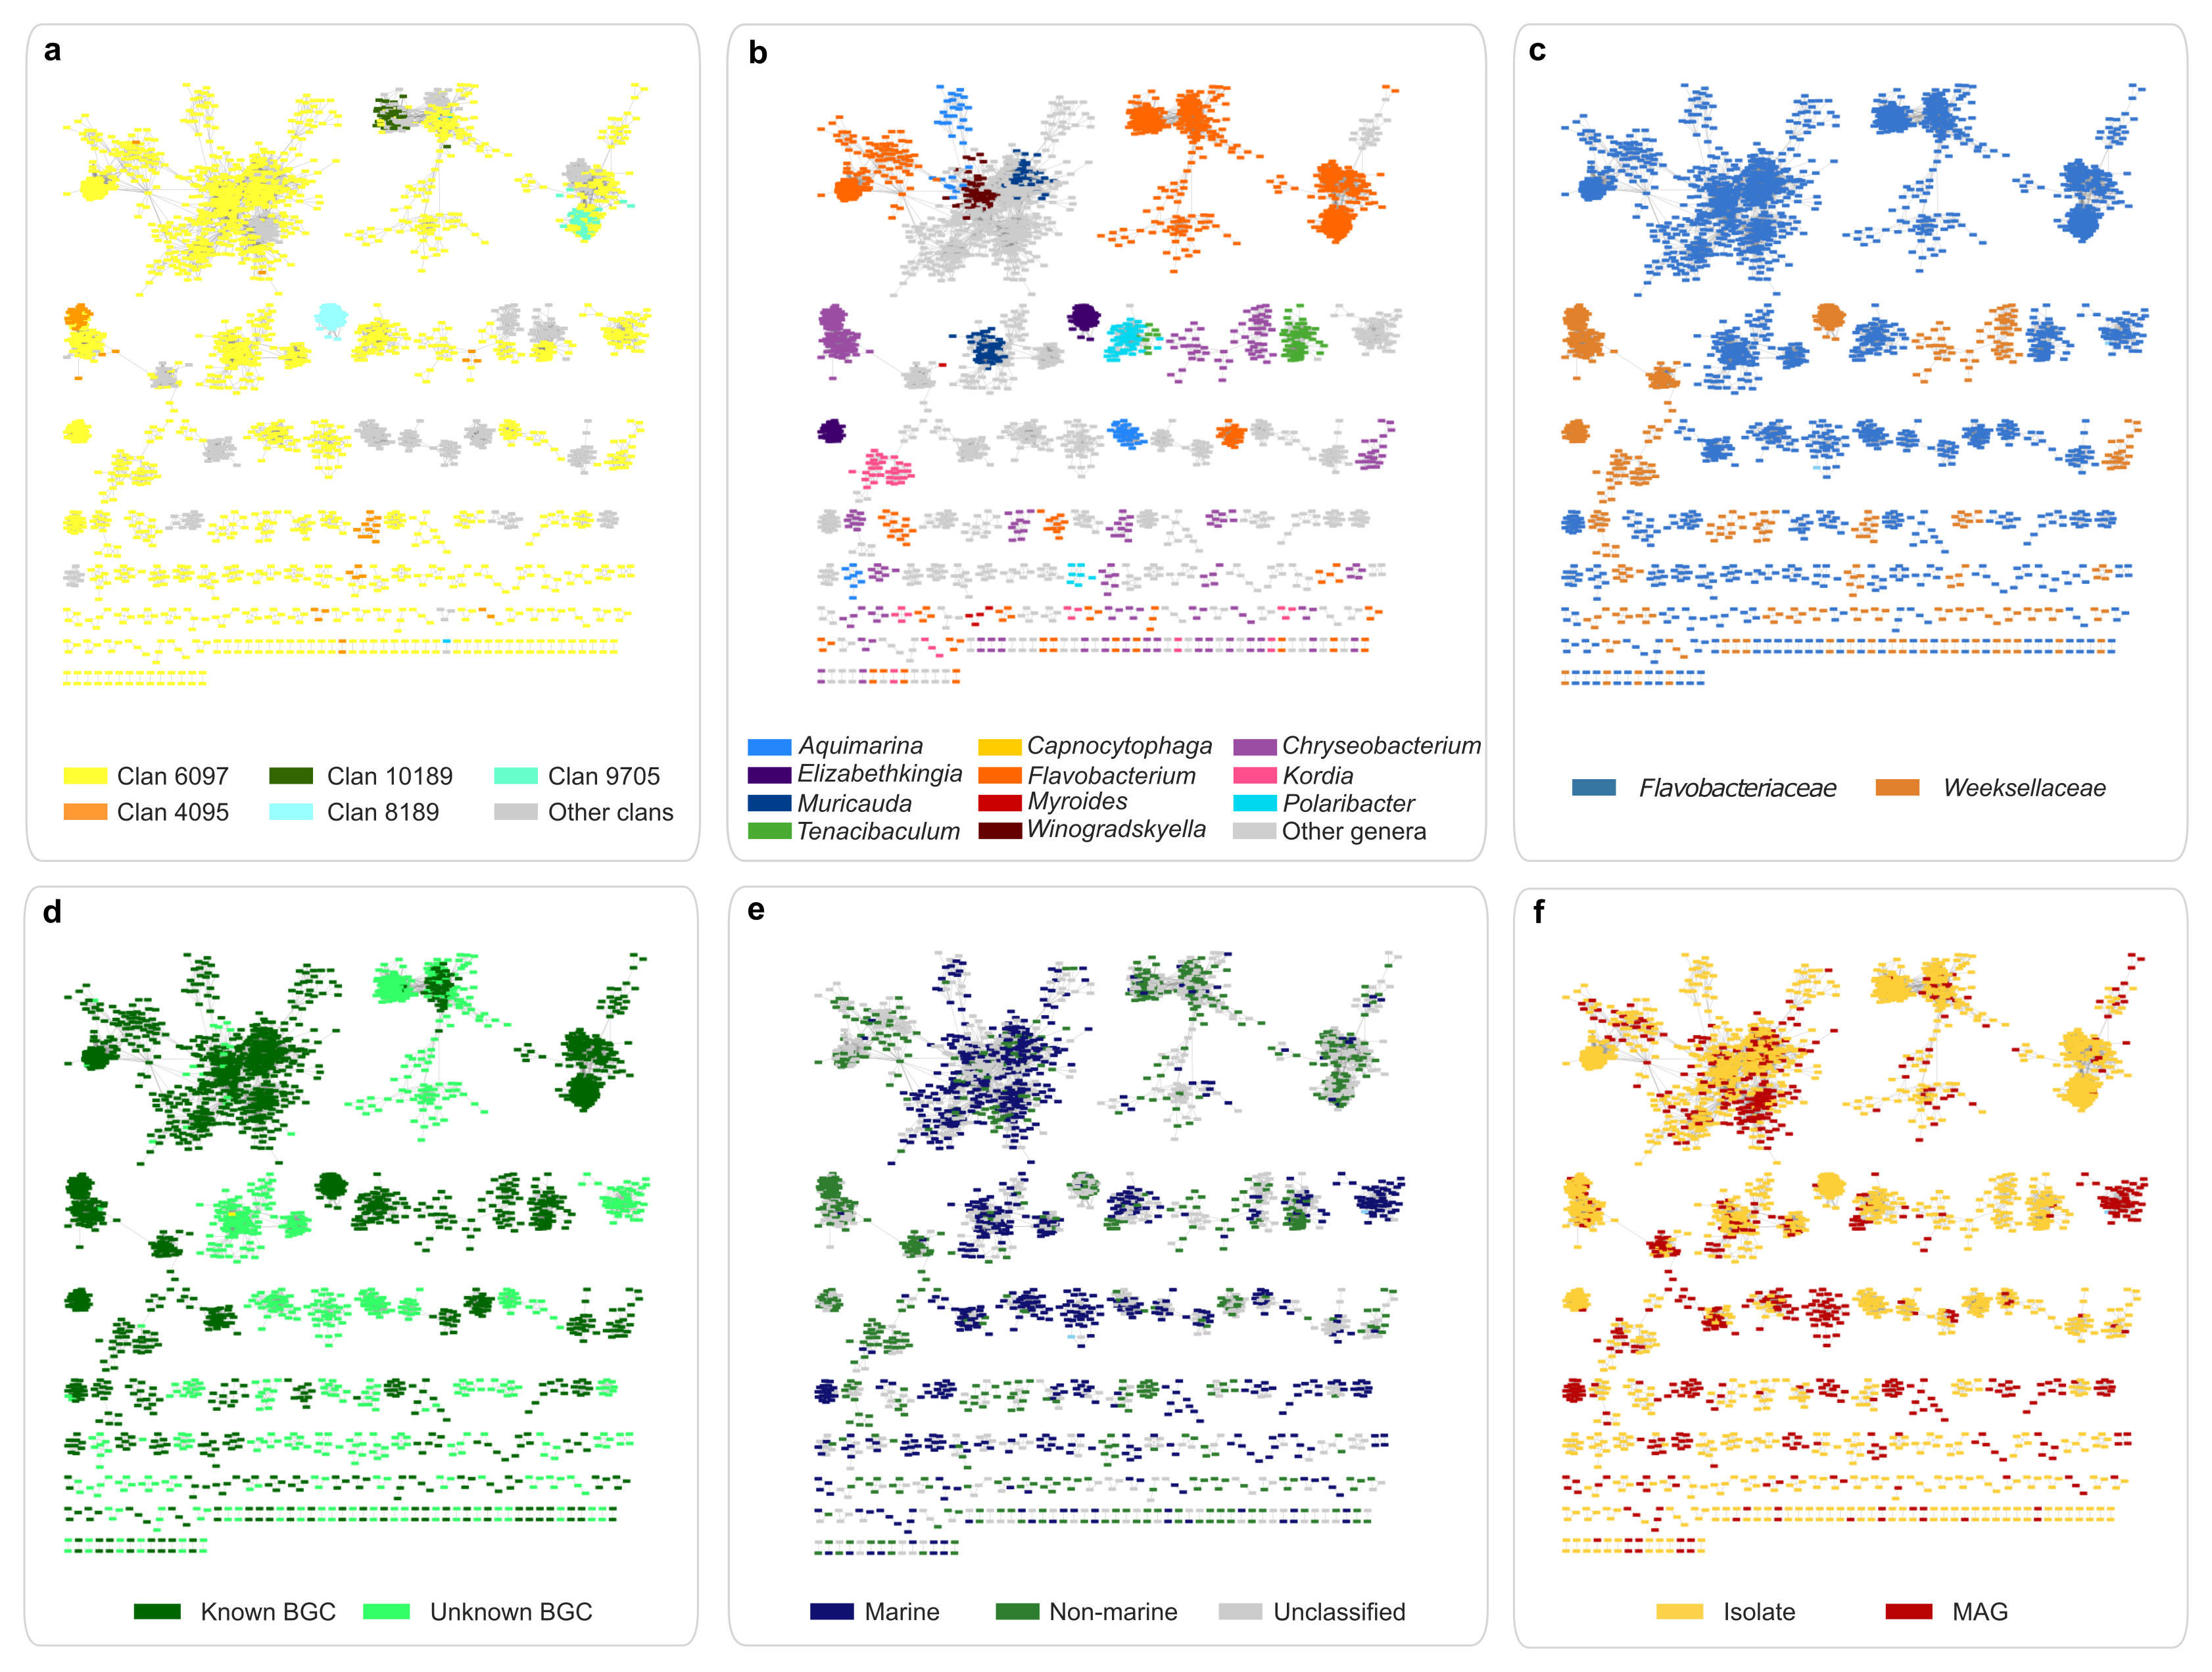 a
b
c
Clan 6097
Clan 10189
Clan 9705
Clan 4095
Clan 8189
Other clans
Aquimarina
Capnocytophaga
Chryseobacterium
Elizabethkingia
Flavobacterium
Kordia
Muricauda
Myroides
Polaribacter
Tenacibaculum
Winogradskyella
Other genera
Flavobacteriaceae
Weeksellaceae
d
e
f
Known BGC
Unknown BGC
Marine
Non-marine
Unclassified
Isolate
MAG